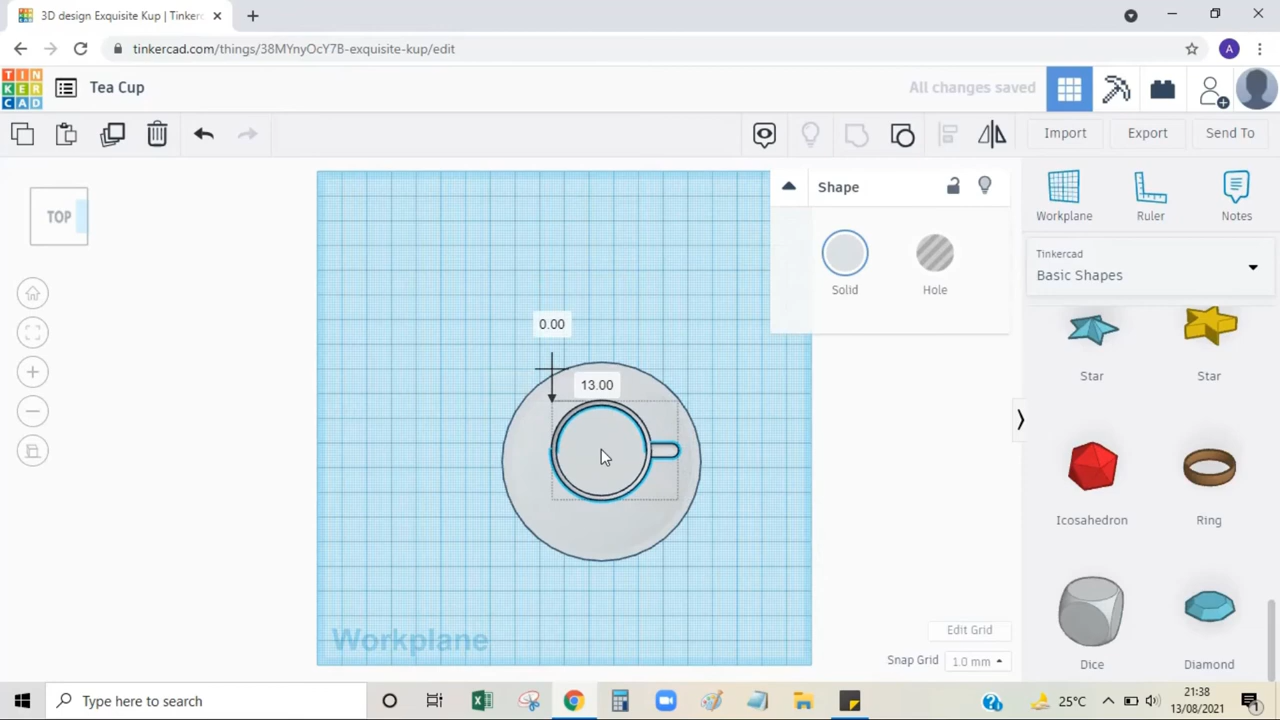 3D design Exquisite Kup | Tinker
tinkercad.com/things/38MYnyOcY7B-exquisite-kup/edit
A
TIN
KER
CAD
Tea Cup
All changes saved
Import
Export
Send To
TOP
Shape
Solid
Hole
Workplane
Ruler
Notes
Tinkercad
Basic Shapes
0.00
13.00
Star
Star
Icosahedron
Ring
Dice
Diamond
Workplane
Edit Grid
Snap Grid
1.0 mm
Type here to search
25°C
21:38
13/08/2021
1